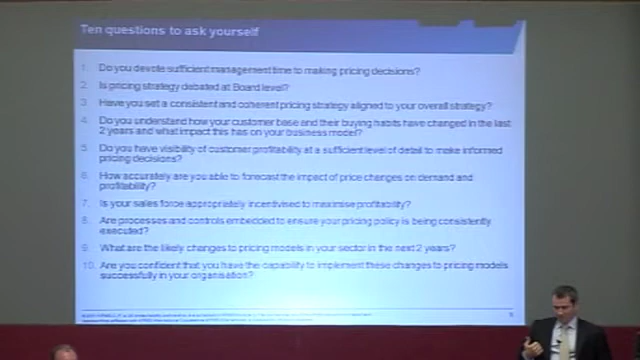 Ten questions to ask yourself
1. Do you devote sufficient management time to making pricing decisions?
2. Is pricing strategy debated at Board level?
3. Have you set a consistent and coherent pricing strategy aligned to your overall strategy?
4. Do you understand how your customer base and their buying habits have changed in the last
2 years and what impact this has on your business model?
5. Do you have visibility of customer profitability at a sufficient level of detail to make informed
pricing decisions?
6. How accurately are you able to forecast the impact of price changes on demand and
profitability?
7. Is your sales force appropriately incentivised to maximise profitability?
8. Are processes and controls embedded to ensure your pricing policy is being consistently
executed?
9. What are the likely changes to pricing models in your sector in the next 2 years?
10. Are you confident that you have the capability to implement these changes to pricing models
successfully in your organisation?